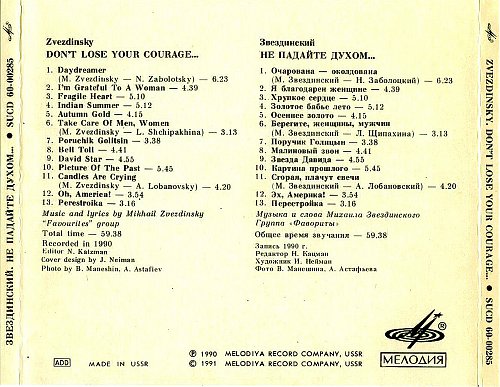 ЗВЕЗДИНСКИЙ. НЕ ПАДАЙТЕ ДУХОМ... ● SUCD 60-00285
Zvezdinsky
DON'T LOSE YOUR COURAGE...
1. Daydreamer
(M. Zvezdinsky — N. Zabolotsky) — 6.23
2. I'm Grateful To A Woman — 4.39
3. Fragile Heart — 5.10
4. Indian Summer — 5.12
5. Autumn Gold — 4.15
6. Take Care Of Men, Women
(M. Zvezdinsky — L. Shchipakhina) — 3.13
7. Poruchik Golitsin — 3.24
8. Bell Toll — 4.41
9. David Star — 4.55
10. Picture Of The Past — 5.45
11. Candles Are Crying
(M. Zvezdinsky — A. Lobanovsky) — 4.20
12. Oh, America! — 3.54
13. Perestroika — 3.16
Music and lyrics by Mikhail Zvezdinsky
"Favourites" group
Total time — 59.38
Recorded in 1990
Editor N. Katzman
Cover design by J. Neiman
Photo by B. Maneshin, A. Astafiev
Звездинский
НЕ ПАДАЙТЕ ДУХОМ...
1. Очарована — околдована
(М. Звездинский — Н. Заболоцкий) — 6.23
2. Я благодарен женщине — 4.39
3. Хрупкое сердце — 5.10
4. Золотое бабье лето — 5.12
5. Осеннее золото — 4.15
6. Берегите, женщины, мужчин
(М. Звездинский — Л. Щипахина) — 3.13
7. Поручик Голицын — 3.24
8. Малиновый звон — 4.41
9. Звезда Давида — 4.55
10. Картина прошлого — 5.45
11. Сгорая, плачут свечи
(М. Звездинский — А. Лобановский) — 4.20
12. Эх, Америка! — 3.54
13. Перестройка — 3.16
Музыка и слова Михаила Звездинского
Группа «Фавориты»
Общее время звучания — 59.38
Запись 1990 г.
Редактор Н. Кацман
Художник И. Нейман
Фото В. Манешина, А. Астафьева
ADD
MADE IN USSR
Ⓟ 1990 MELODIYA RECORD COMPANY, USSR
© 1991 MELODIYA RECORD COMPANY, USSR
®
МЕЛОДИЯ
ZVEZDINSKY. DON'T LOSE YOUR COURAGE... ● SUCD 60-00285